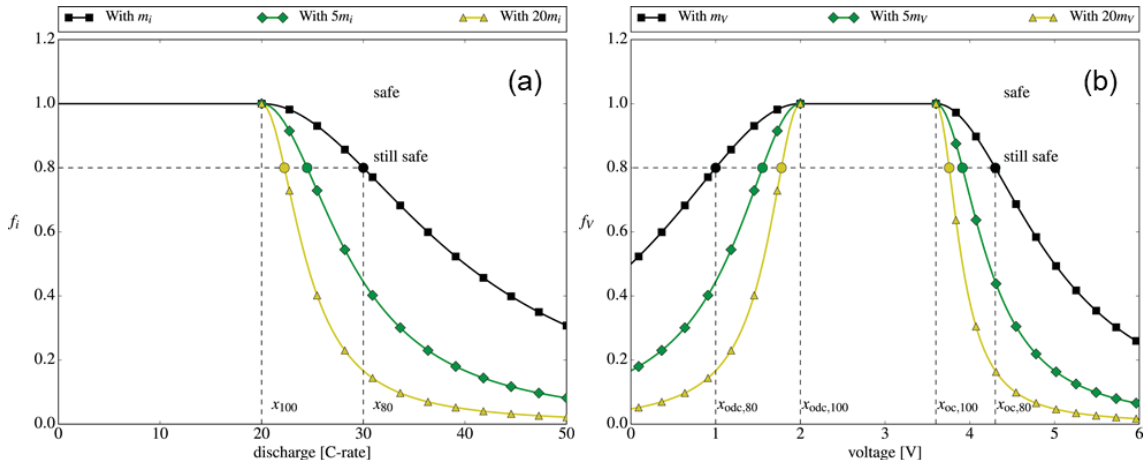 With m_i With 5m_i With 20m_i
1.2
1.0
0.8
0.6
0.4
0.2
0.0
f_i
(a)
safe
still safe
x_100 x_80
0 10 20 30 40 50
discharge [C-rate]
With m_V With 5m_V With 20m_V
1.2
1.0
0.8
0.6
0.4
0.2
0.0
f_V
(b)
safe
still safe
x_odc,80 x_odc,100 x_oc,100 x_oc,80
0 1 2 3 4 5 6
voltage [V]